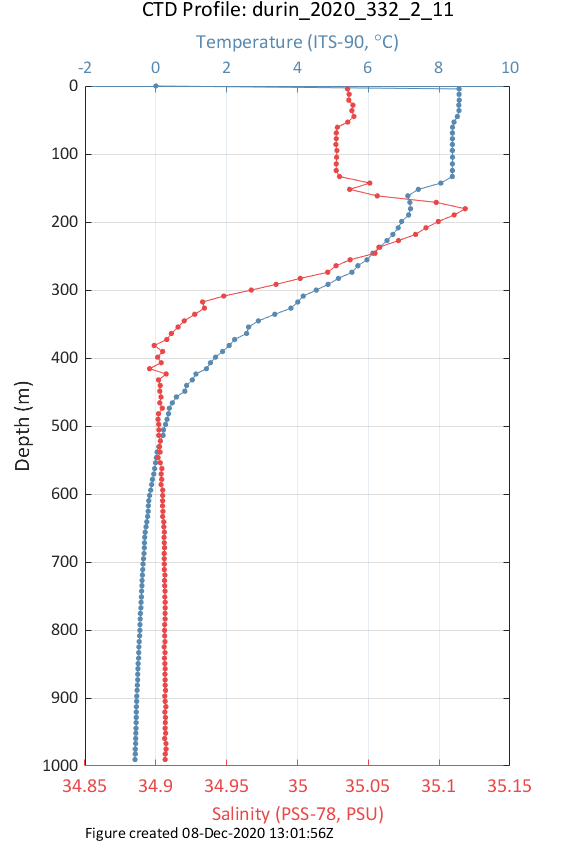 CTD Profile: durin_2020_332_2_11
Temperature (ITS-90, °C)
-2 0 2 4 6 8 10
0
100
200
300
400
500
600
700
800
900
1000
Depth (m)
34.85 34.9 34.95 35 35.05 35.1 35.15
Salinity (PSS-78, PSU)
Figure created 08-Dec-2020 13:01:56Z